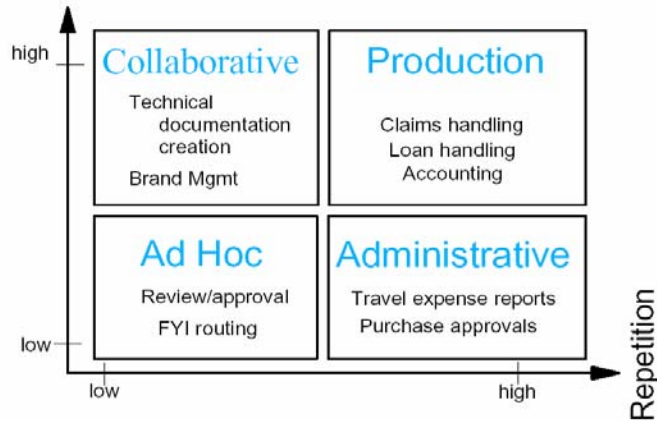 high
Collaborative
Technical
documentation
creation
Brand Mgmt
Production
Claims handling
Loan handling
Accounting
Ad Hoc
Review/approval
FYI routing
Administrative
Travel expense reports
Purchase approvals
low
low
high
Repetition